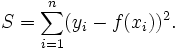 S = \sum_{i=1}^{n} (y_i - f(x_i))^2.